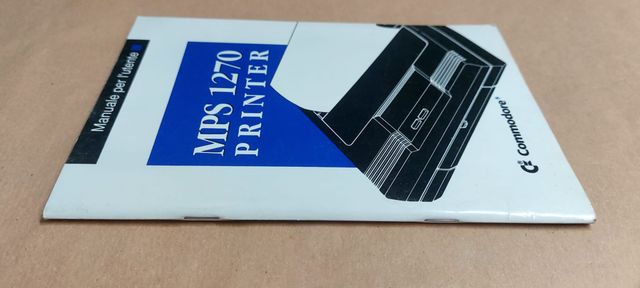 Manuale per l'utente
MPS 1270
PRINTER
Commodore®